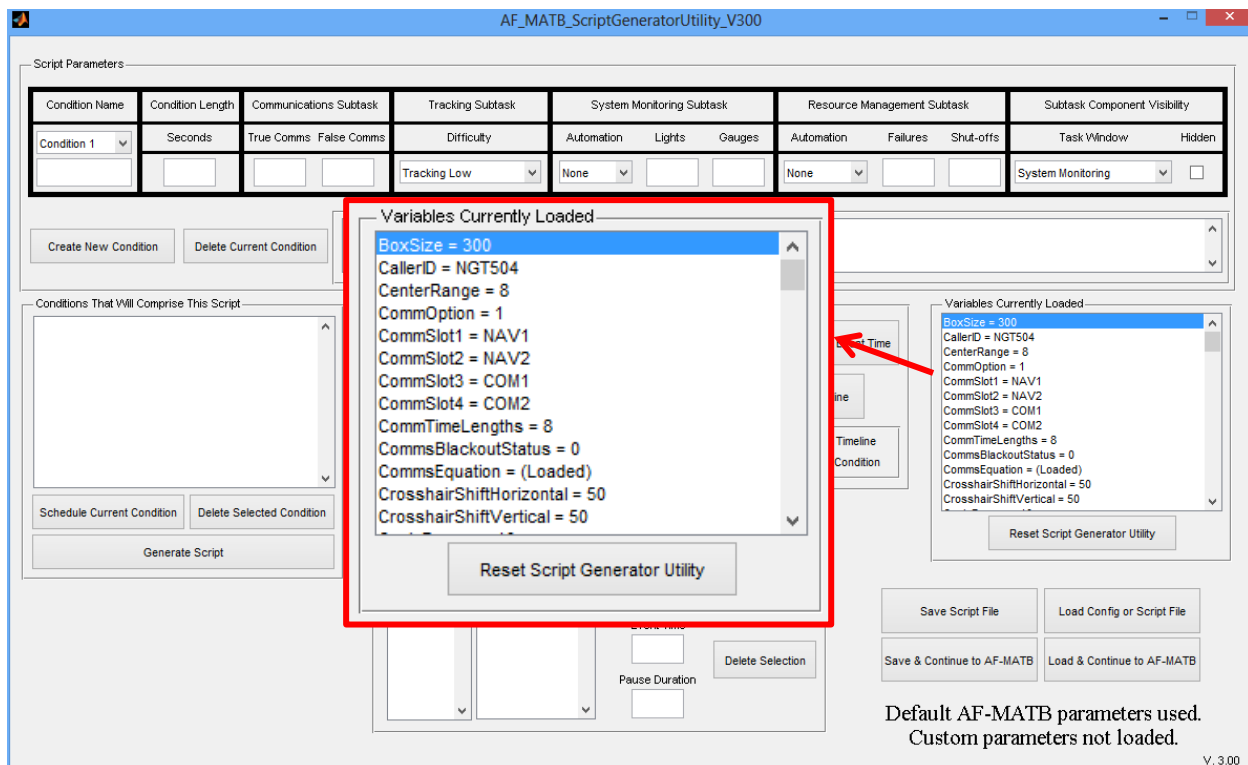 AF_MATB_ScriptGeneratorUtility_V300
Script Parameters
Condition Name Condition Length Communications Subtask Tracking Subtask System Monitoring Subtask Resource Management Subtask Subtask Component Visibility
Condition 1 Seconds True Comms False Comms Difficulty Automation Lights Gauges Automation Failures Shut-offs Task Window Hidden
Tracking Low None None System Monitoring
Create New Condition Delete Current Condition
Variables Currently Loaded
BoxSize = 300
CallerID = NGT504
CenterRange = 8
CommOption = 1
CommSlot1 = NAV1
CommSlot2 = NAV2
CommSlot3 = COM1
CommSlot4 = COM2
CommTimeLengths = 8
CommsBlackoutStatus = 0
CommsEquation = (Loaded)
CrosshairShiftHorizontal = 50
CrosshairShiftVertical = 50
Reset Script Generator Utility
Conditions That Will Comprise This Script
Schedule Current Condition Delete Selected Condition
Generate Script
Time
Timeline
Condition
Variables Currently Loaded
BoxSize = 300
CallerID = NGT504
CenterRange = 8
CommOption = 1
CommSlot1 = NAV1
CommSlot2 = NAV2
CommSlot3 = COM1
CommSlot4 = COM2
CommTimeLengths = 8
CommsBlackoutStatus = 0
CommsEquation = (Loaded)
CrosshairShiftHorizontal = 50
CrosshairShiftVertical = 50
Reset Script Generator Utility
Delete Selection
Pause Duration
Save Script File Load Config or Script File
Save & Continue to AF-MATB Load & Continue to AF-MATB
Default AF-MATB parameters used.
Custom parameters not loaded.
V. 3.00